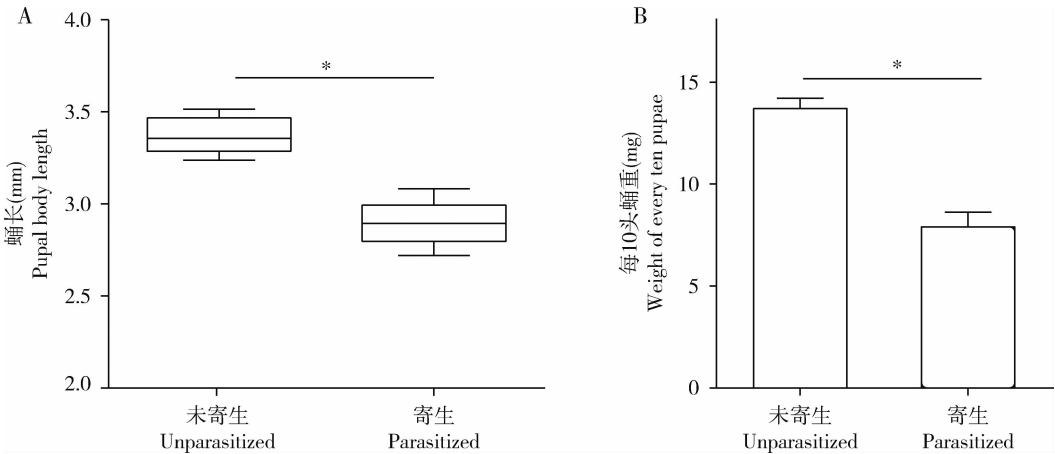 A
蛹长(mm)
Pupal body length
4.0
3.5
3.0
2.5
2.0
*
未寄生
Unparasitized
寄生
Parasitized
B
每10头蛹重(mg)
Weight of every ten pupae
15
10
5
0
*
未寄生
Unparasitized
寄生
Parasitized